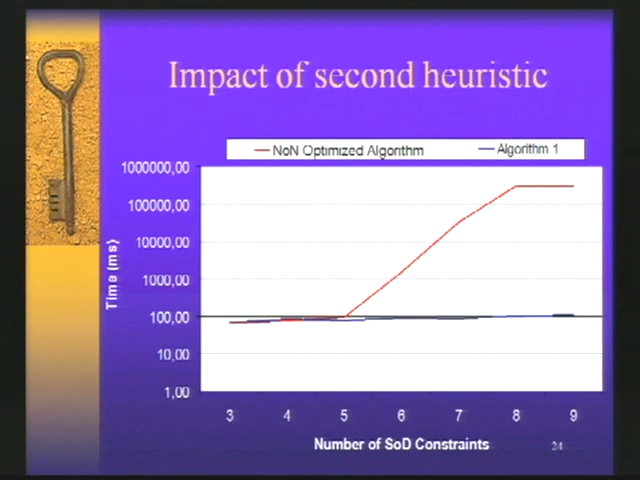 Impact of second heuristic
NoN Optimized Algorithm
Algorithm 1
1000000,00
100000,00
10000,00
1000,00
100,00
10,00
1,00
Time (ms)
3 4 5 6 7 8 9
Number of SoD Constraints
24